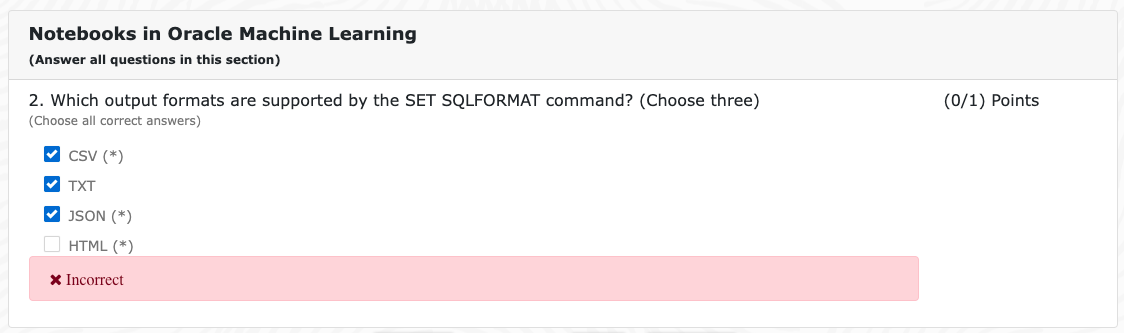 Notebooks in Oracle Machine Learning
(Answer all questions in this section)
2. Which output formats are supported by the SET SQLFORMAT command? (Choose three)
(0/1) Points
(Choose all correct answers)
CSV (*)
TXT
JSON (*)
HTML (*)
✖ Incorrect